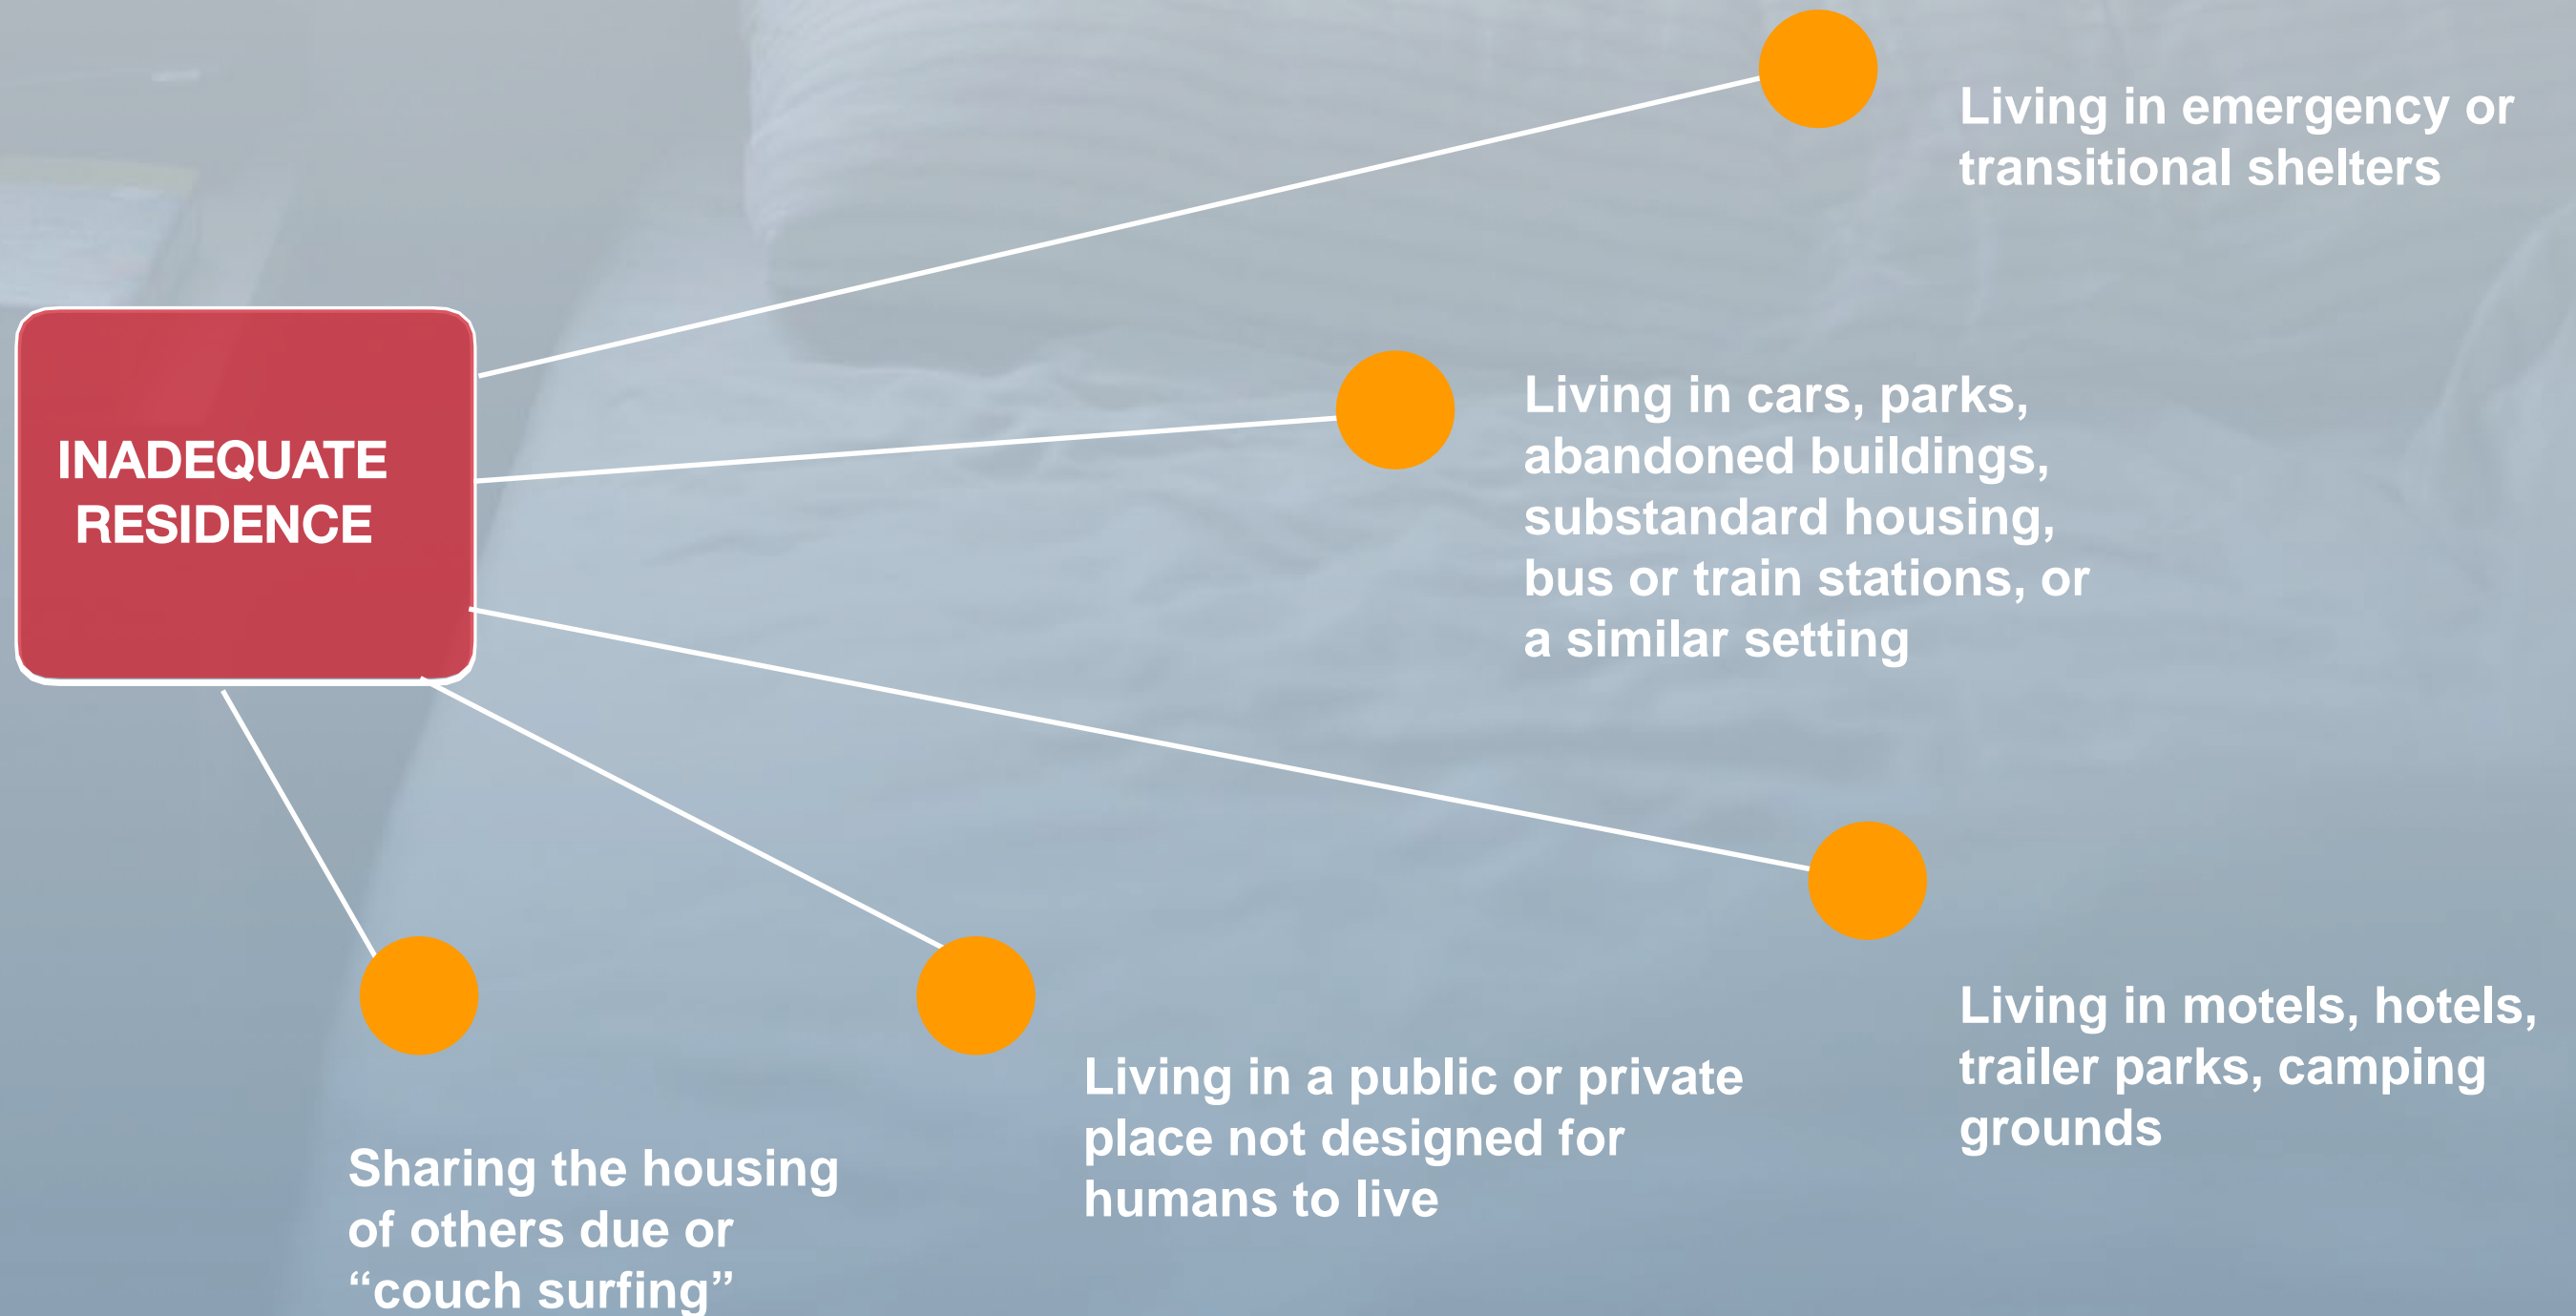 INADEQUATE
RESIDENCE
Living in emergency or
transitional shelters
Living in cars, parks,
abandoned buildings,
substandard housing,
bus or train stations, or
a similar setting
Living in motels, hotels,
trailer parks, camping
grounds
Living in a public or private
place not designed for
humans to live
Sharing the housing
of others due or
“couch surfing”